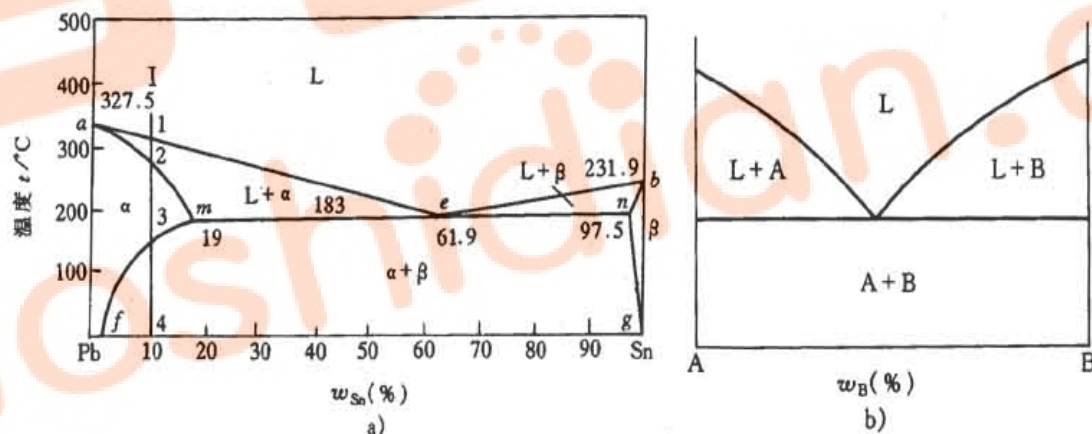 500
400
300
200
100
温度 t/°C
I
L
327.5
a
1
2
L+α
m
α
3
183
19
e
61.9
L+β
231.9
b
n
97.5
β
α+β
f
4
g
Pb 10 20 30 40 50 60 70 80 90 Sn
w_Sn(%)
a)
L
L+A
L+B
A+B
A B
w_B(%)
b)
oshidian.c